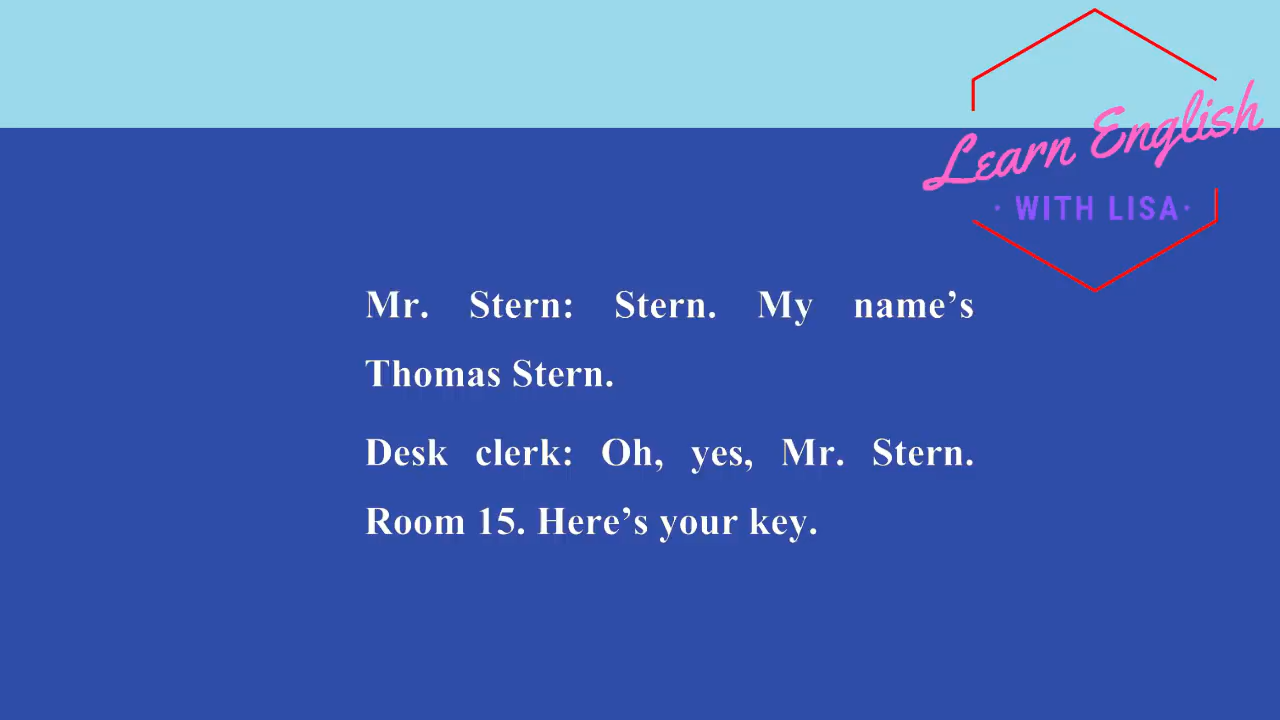 Learn English
· WITH LISA·
Mr. Stern: Stern. My name’s
Thomas Stern.
Desk clerk: Oh, yes, Mr. Stern.
Room 15. Here’s your key.